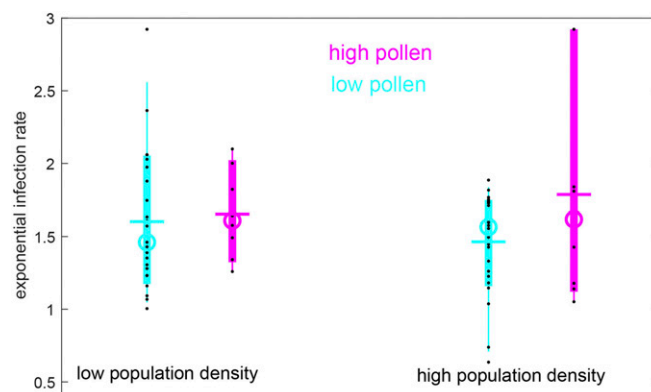 3
high pollen
low pollen
2.5
exponential infection rate
2
1.5
1
low population density
high population density
0.5